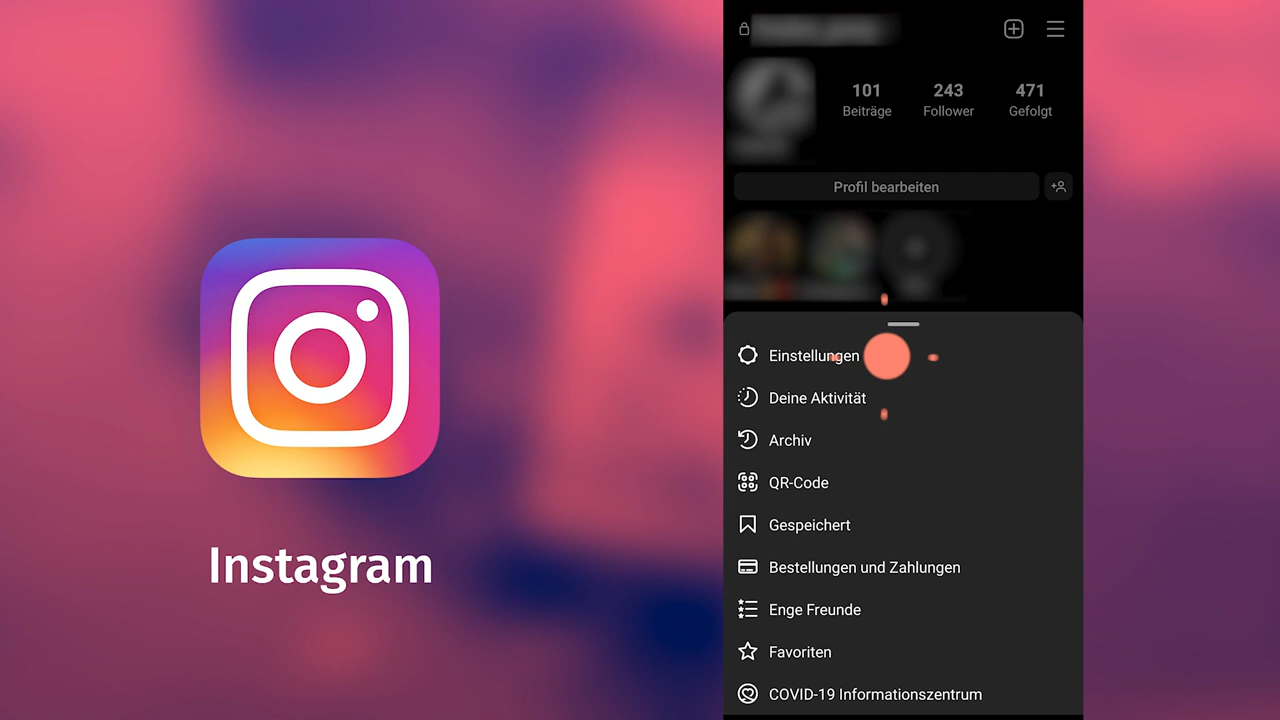 Instagram
101 243 471
Beiträge Follower Gefolgt
Profil bearbeiten
Einstellungen
Deine Aktivität
Archiv
QR-Code
Gespeichert
Bestellungen und Zahlungen
Enge Freunde
Favoriten
COVID-19 Informationszentrum